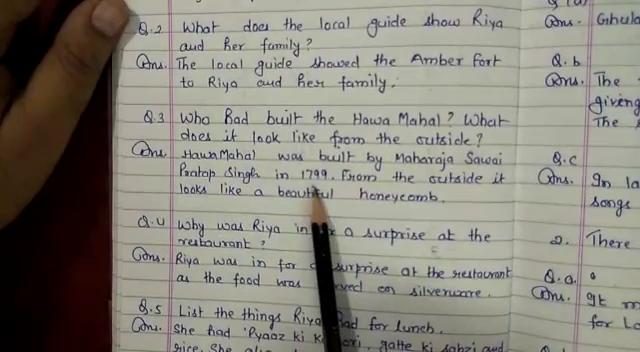 Q.2 What does the local guide show Riya
and her family?
Ans. The local guide showed the Amber fort
to Riya and her family.
Q.3 Who had built the Hawa Mahal? What
does it look like from the outside?
Ans. Hawa Mahal was built by Maharaja Sawai
Pratap Singh in 1799. From the outside it
looks like a beautiful honeycomb.
Q.4 Why was Riya in a surprise at the
restaurant?
Ans. Riya was in for surprise at the restaurant
as the food was on silverware.
Q.5 List the things Riya had for lunch.
Ans. She had 'Pyaaz ki gatte ki sabzi and
rice. She
Ans.
Q.b
Ans. The
giving
The
Q.c
Ans. In
songs
2. There
Q.a.
Ans. It
for